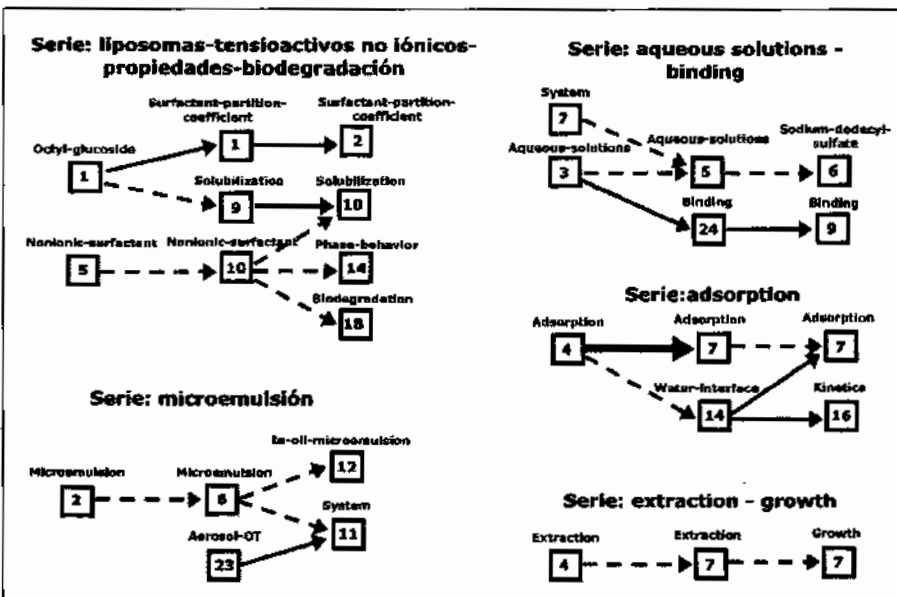 Serie: liposomas-tensioactivos no iónicos-
propiedades-biodegradación
Surfactant-partition-
coefficient
Surfactant-partition-
coefficient
Octyl-glucoside
1
1
2
Solubilization
Solubilization
9
10
Nonionic-surfactant
Nonionic-surfactant
Phase-behavior
5
10
14
Biodegradation
18
Serie: microemulsión
In-oil-microemulsion
12
Microemulsion
Microemulsion
2
6
System
11
Aerosol-OT
23
Serie: aqueous solutions -
binding
System
7
Aqueous-solutions
Aqueous-solutions
Sodium-dodecyl-
sulfate
3
5
6
Binding
Binding
24
9
Serie:adsorption
Adsorption
Adsorption
Adsorption
4
7
7
Water-interface
Kinetics
14
16
Serie: extraction - growth
Extraction
Extraction
Growth
4
7
7